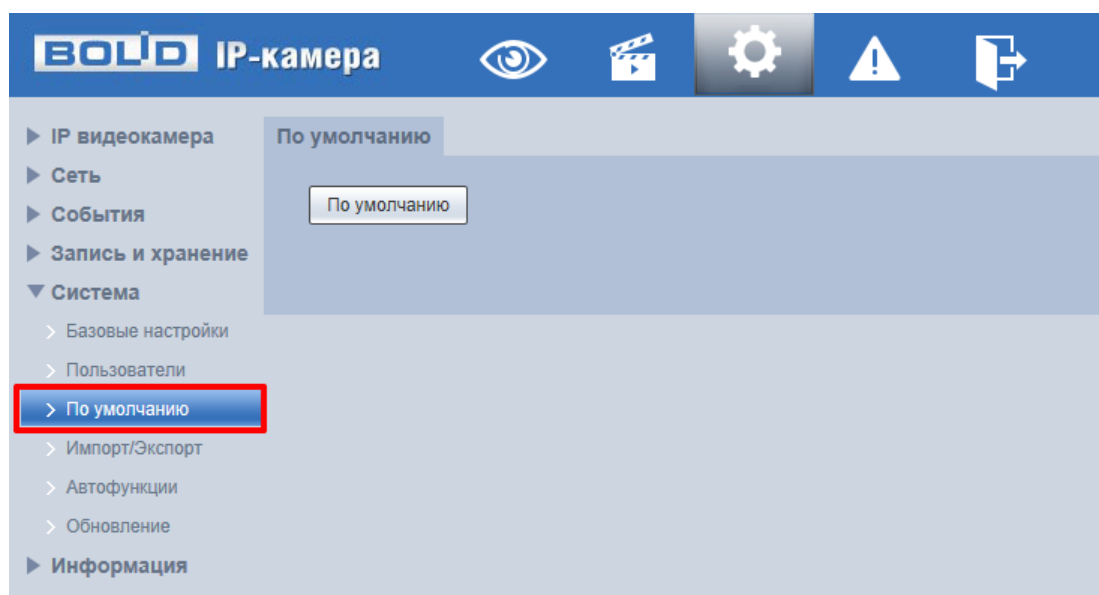 BOLID IP-камера
IP видеокамера
Сеть
События
Запись и хранение
Система
Базовые настройки
Пользователи
По умолчанию
Импорт/Экспорт
Автофункции
Обновление
Информация
По умолчанию
По умолчанию